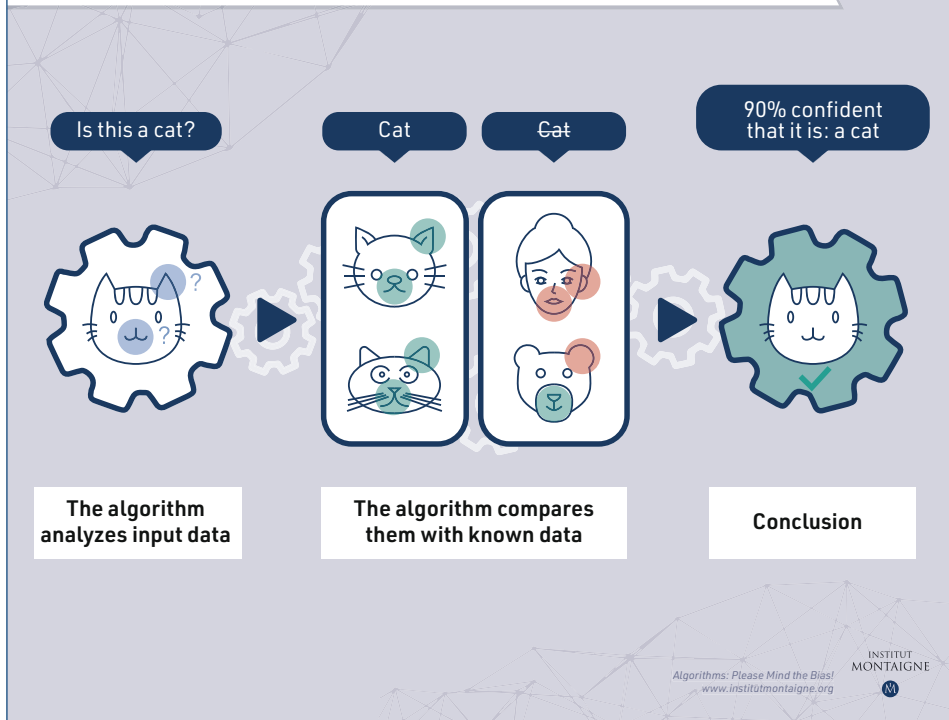 Is this a cat?
Cat
Cat
90% confident
that it is: a cat
?
?
The algorithm
analyzes input data
The algorithm compares
them with known data
Conclusion
Algorithms: Please Mind the Bias!
www.institutmontaigne.org
INSTITUT
MONTAIGNE
M